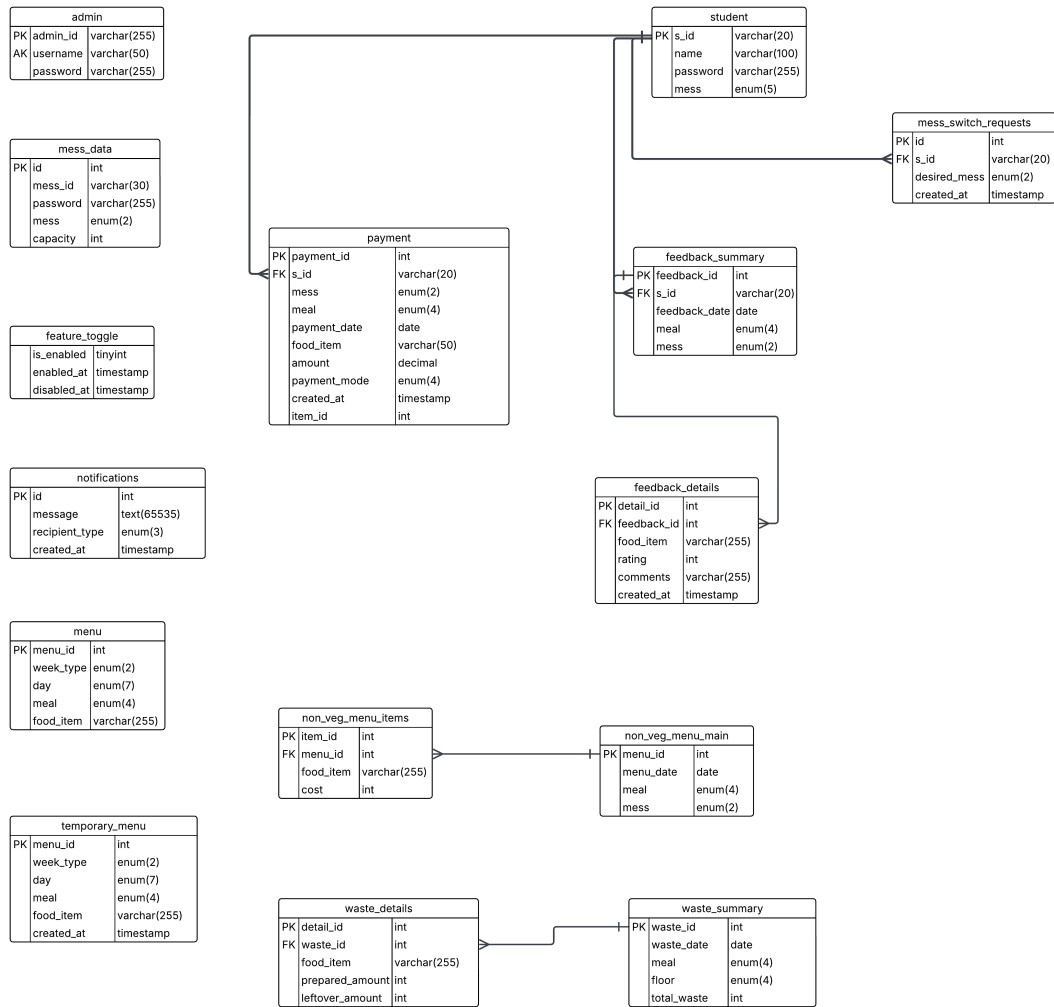 admin
PK admin_id varchar(255)
AK username varchar(50)
password varchar(255)
student
PK s_id varchar(20)
name varchar(100)
password varchar(255)
mess enum(5)
mess_switch_requests
PK id int
FK s_id varchar(20)
desired_mess enum(2)
created_at timestamp
mess_data
PK id int
mess_id varchar(30)
password varchar(255)
mess enum(2)
capacity int
payment
PK payment_id int
FK s_id varchar(20)
mess enum(2)
meal enum(4)
payment_date date
food_item varchar(50)
amount decimal
payment_mode enum(4)
created_at timestamp
item_id int
feedback_summary
PK feedback_id int
FK s_id varchar(20)
feedback_date date
meal enum(4)
mess enum(2)
feature_toggle
is_enabled tinyint
enabled_at timestamp
disabled_at timestamp
notifications
PK id int
message text(65535)
recipient_type enum(3)
created_at timestamp
feedback_details
PK detail_id int
FK feedback_id int
food_item varchar(255)
rating int
comments varchar(255)
created_at timestamp
menu
PK menu_id int
week_type enum(2)
day enum(7)
meal enum(4)
food_item varchar(255)
non_veg_menu_items
PK item_id int
FK menu_id int
food_item varchar(255)
cost int
non_veg_menu_main
PK menu_id int
menu_date date
meal enum(4)
mess enum(2)
temporary_menu
PK menu_id int
week_type enum(2)
day enum(7)
meal enum(4)
food_item varchar(255)
created_at timestamp
waste_details
PK detail_id int
FK waste_id int
food_item varchar(255)
prepared_amount int
leftover_amount int
waste_summary
PK waste_id int
waste_date date
meal enum(4)
floor enum(4)
total_waste int